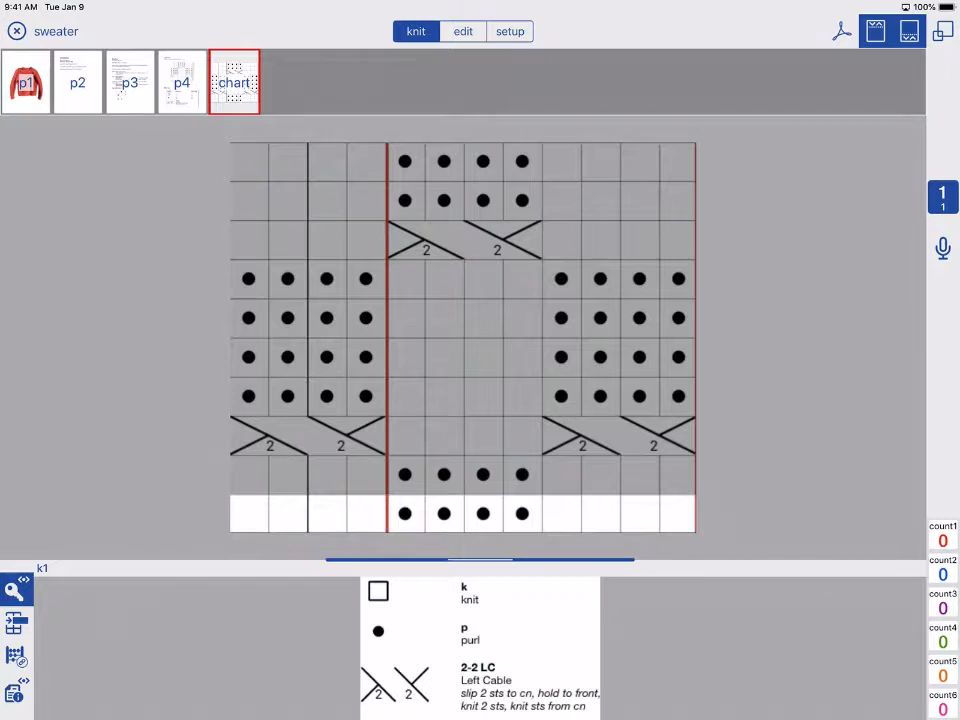 9:41 AM Tue Jan 9
100%
sweater
knit edit setup
p1 p2 p3 p4 chart
1
1
2 2
2 2 2 2
count1
0
count2
0
count3
0
count4
0
count5
0
count6
0
k1
k
knit
p
purl
2-2 LC
Left Cable
2 2
slip 2 sts to cn, hold to front,
knit 2 sts, knit sts from cn